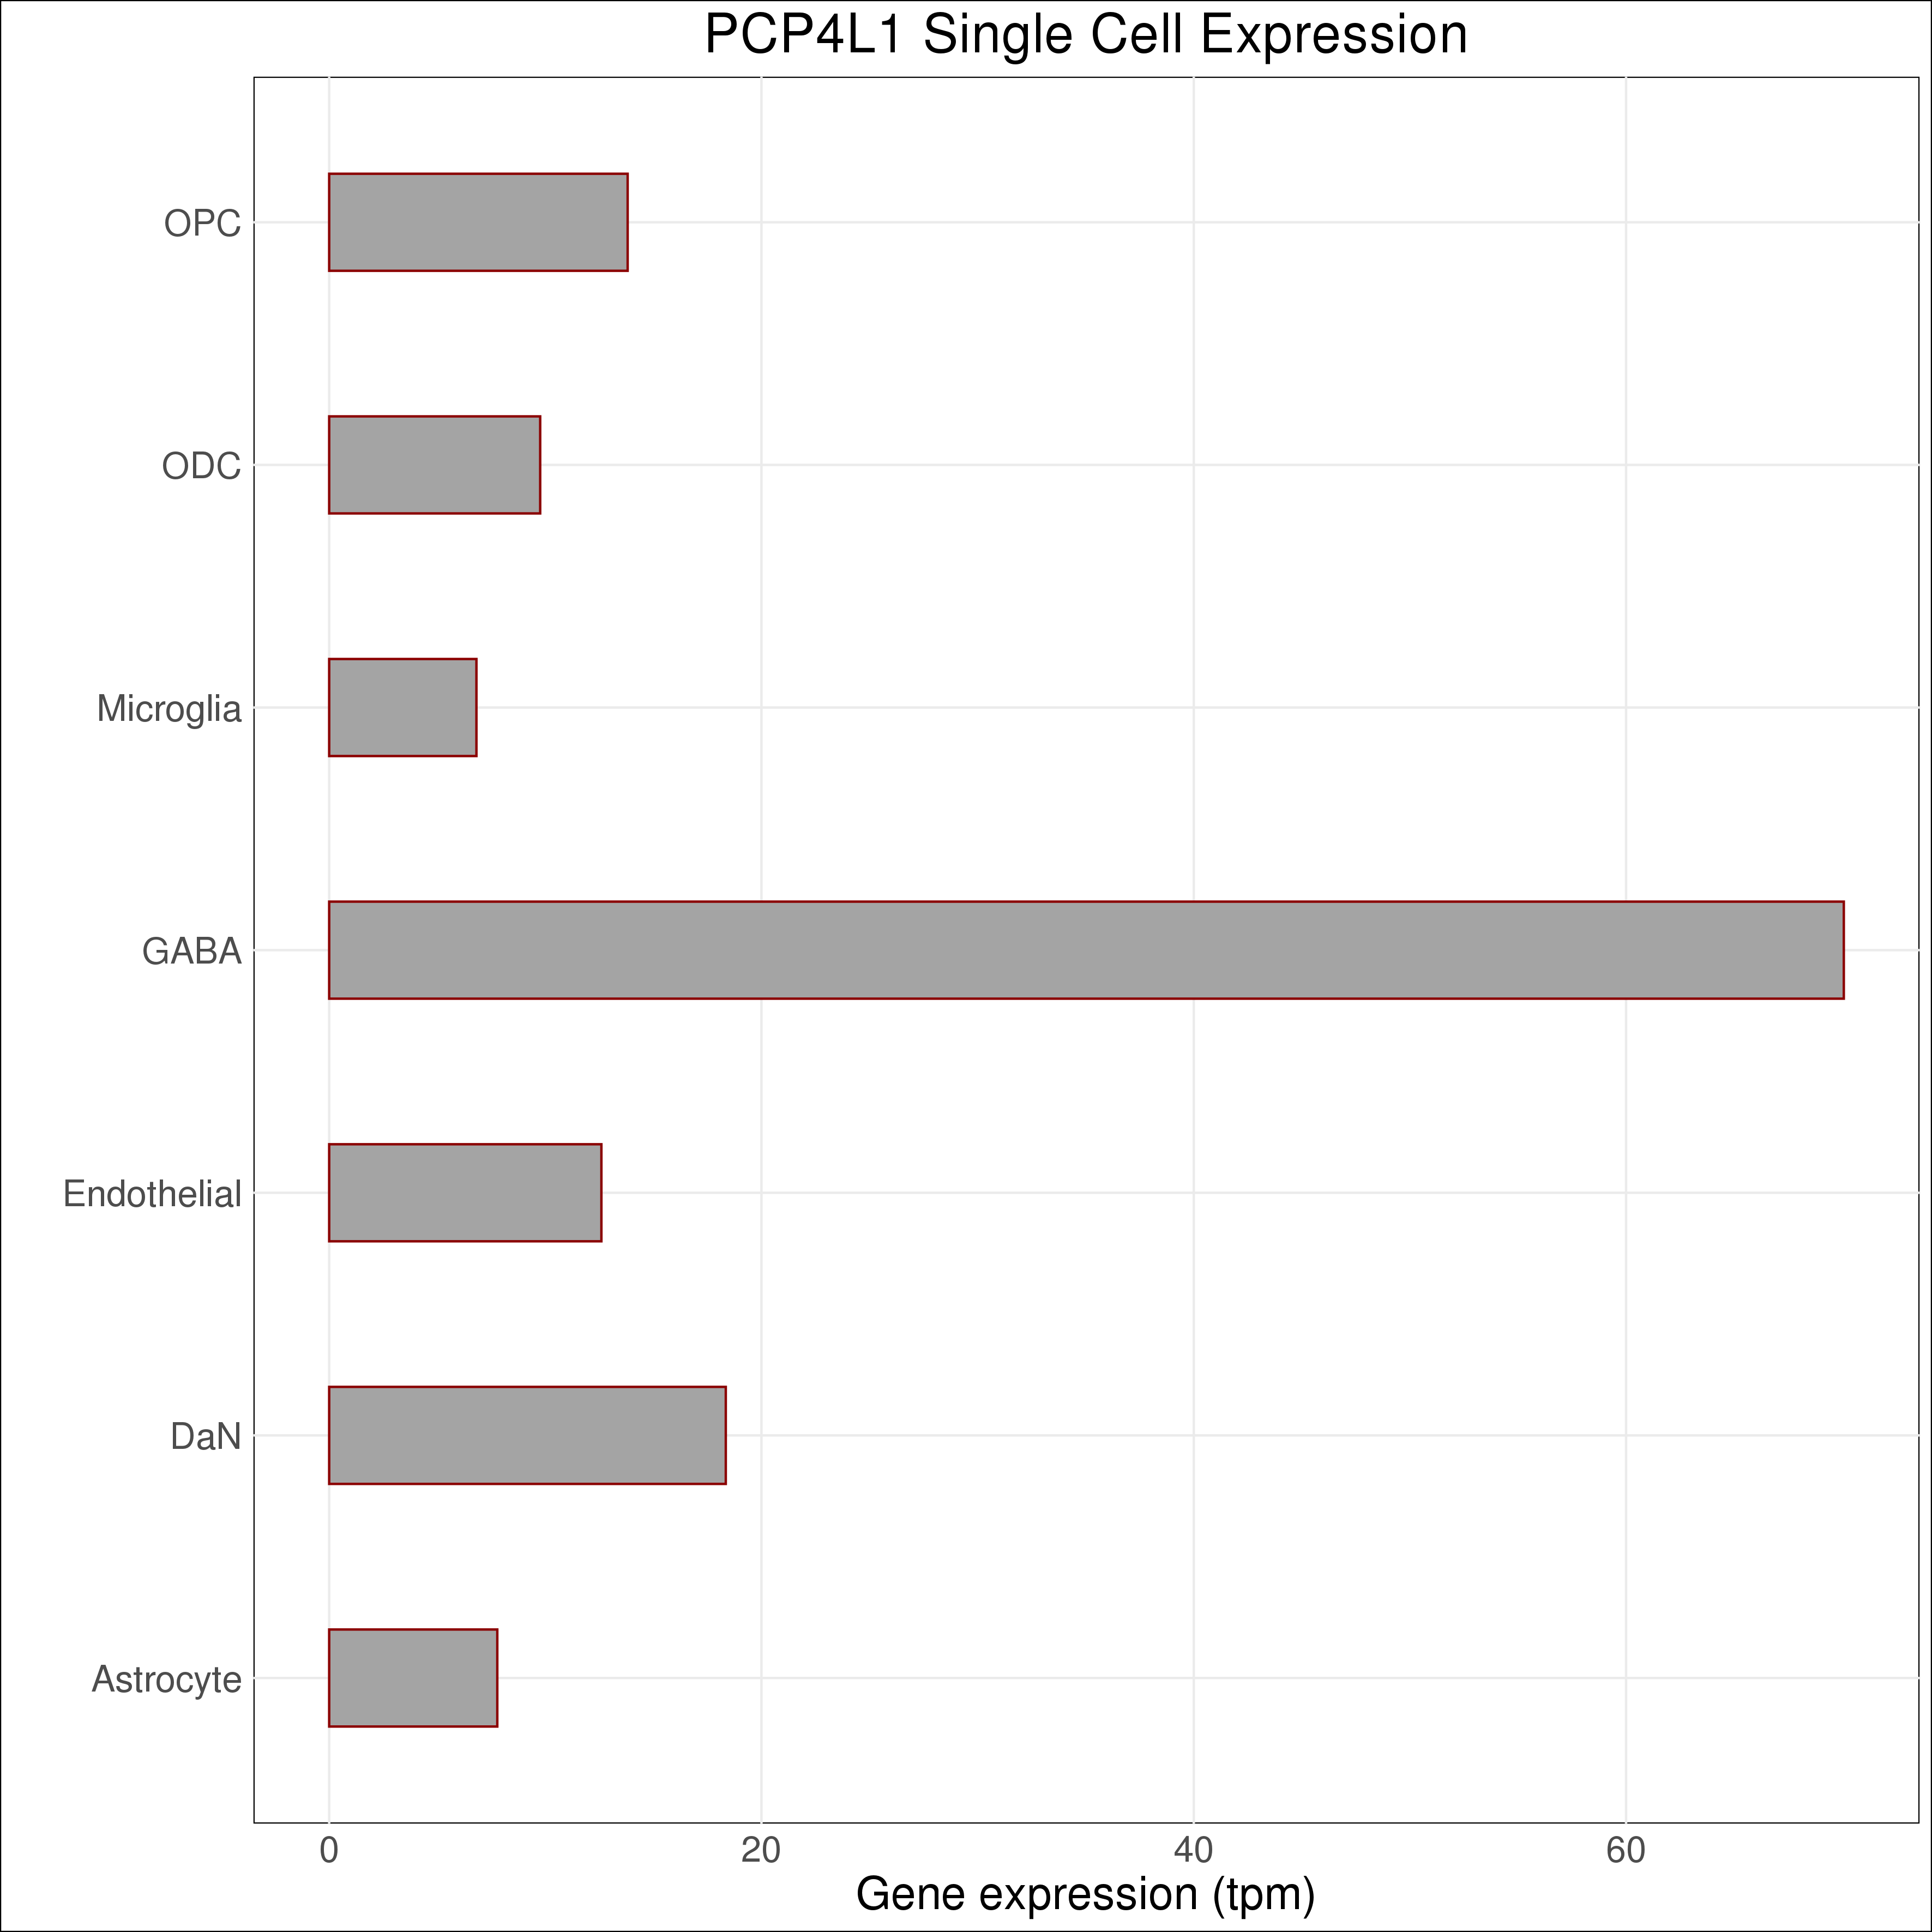 PCP4L1 Single Cell Expression
OPC
ODC
Microglia
GABA
Endothelial
DaN
Astrocyte
0 20 40 60
Gene expression (tpm)